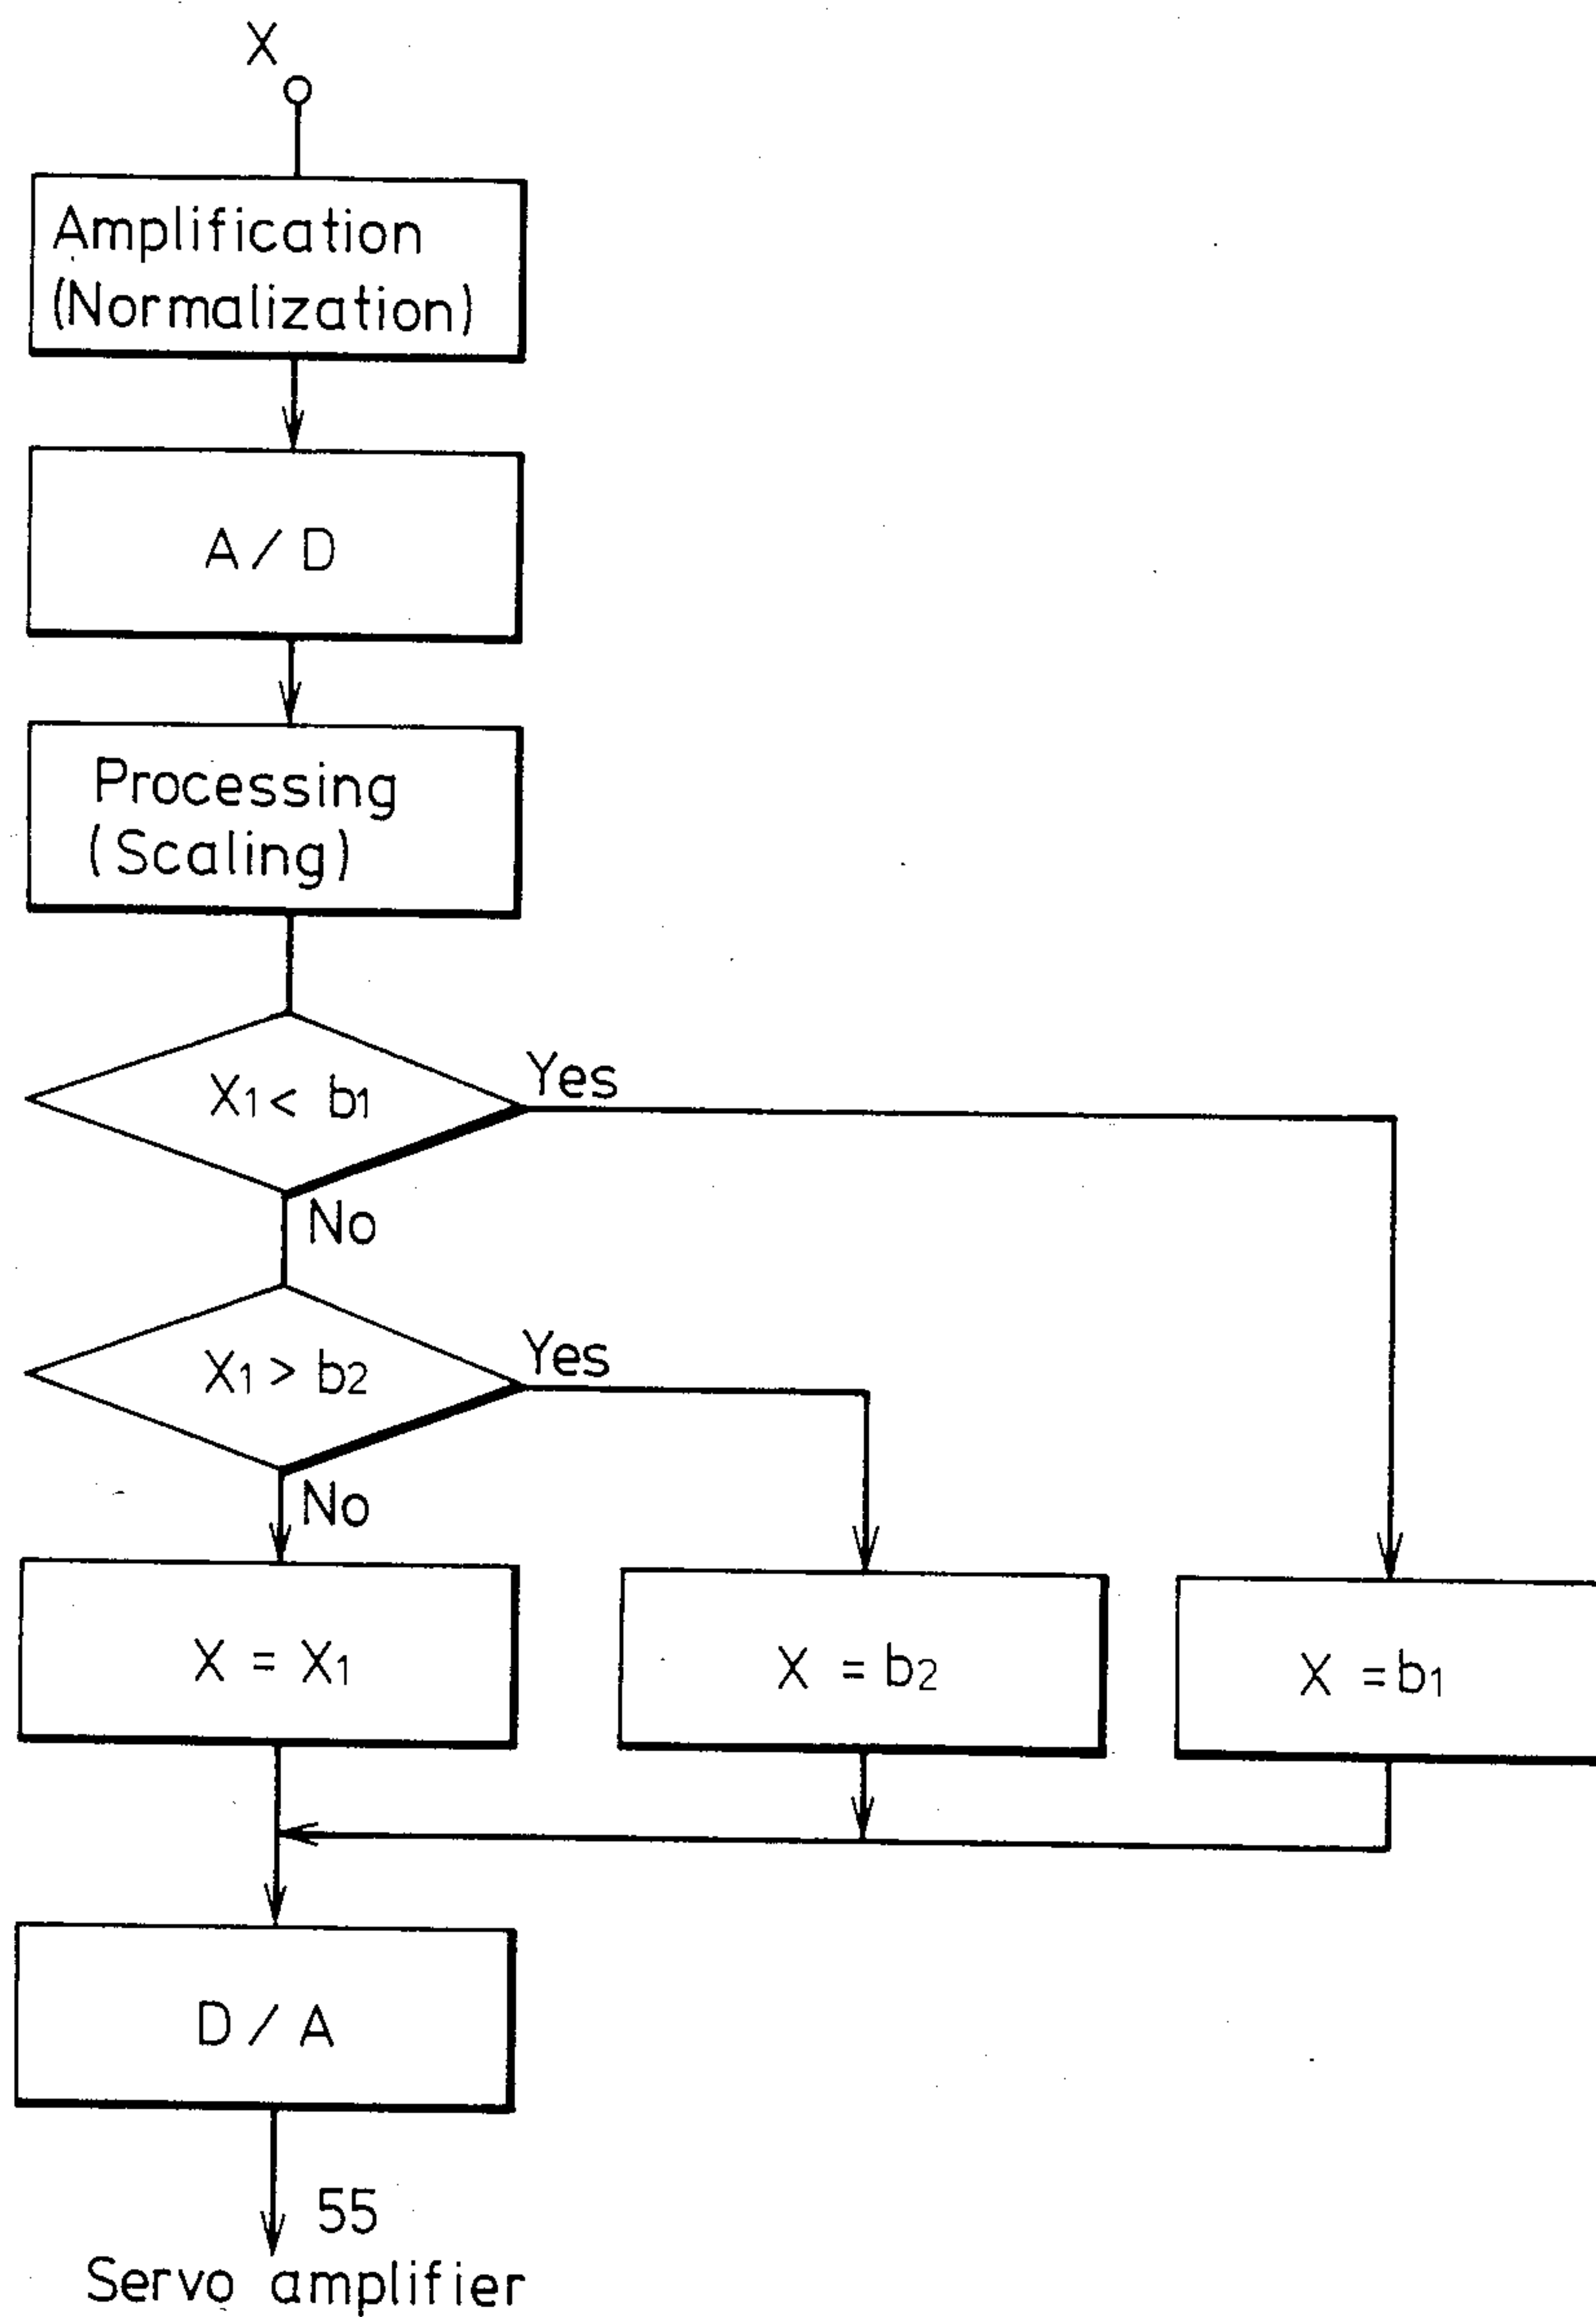 X
Amplification
(Normalization)
A / D
Processing
(Scaling)
X₁ < b₁
Yes
No
X₁ > b₂
Yes
No
X = X₁
X = b₂
X = b₁
D / A
55
Servo amplifier